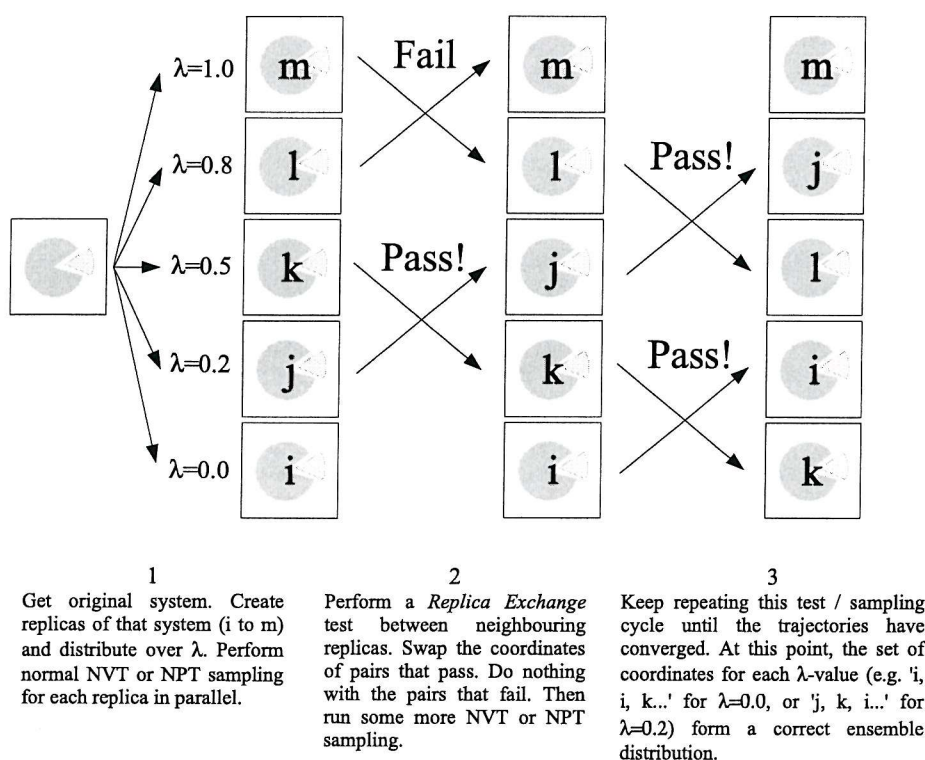 λ=1.0 m Fail m m
λ=0.8 l l Pass! j
λ=0.5 k Pass! j l
λ=0.2 j k Pass! i
λ=0.0 i i k
1
Get original system. Create
replicas of that system (i to m)
and distribute over λ. Perform
normal NVT or NPT sampling
for each replica in parallel.
2
Perform a Replica Exchange
test between neighbouring
replicas. Swap the coordinates
of pairs that pass. Do nothing
with the pairs that fail. Then
run some more NVT or NPT
sampling.
3
Keep repeating this test / sampling
cycle until the trajectories have
converged. At this point, the set of
coordinates for each λ-value (e.g. 'i,
i, k...' for λ=0.0, or 'j, k, i...' for
λ=0.2) form a correct ensemble
distribution.